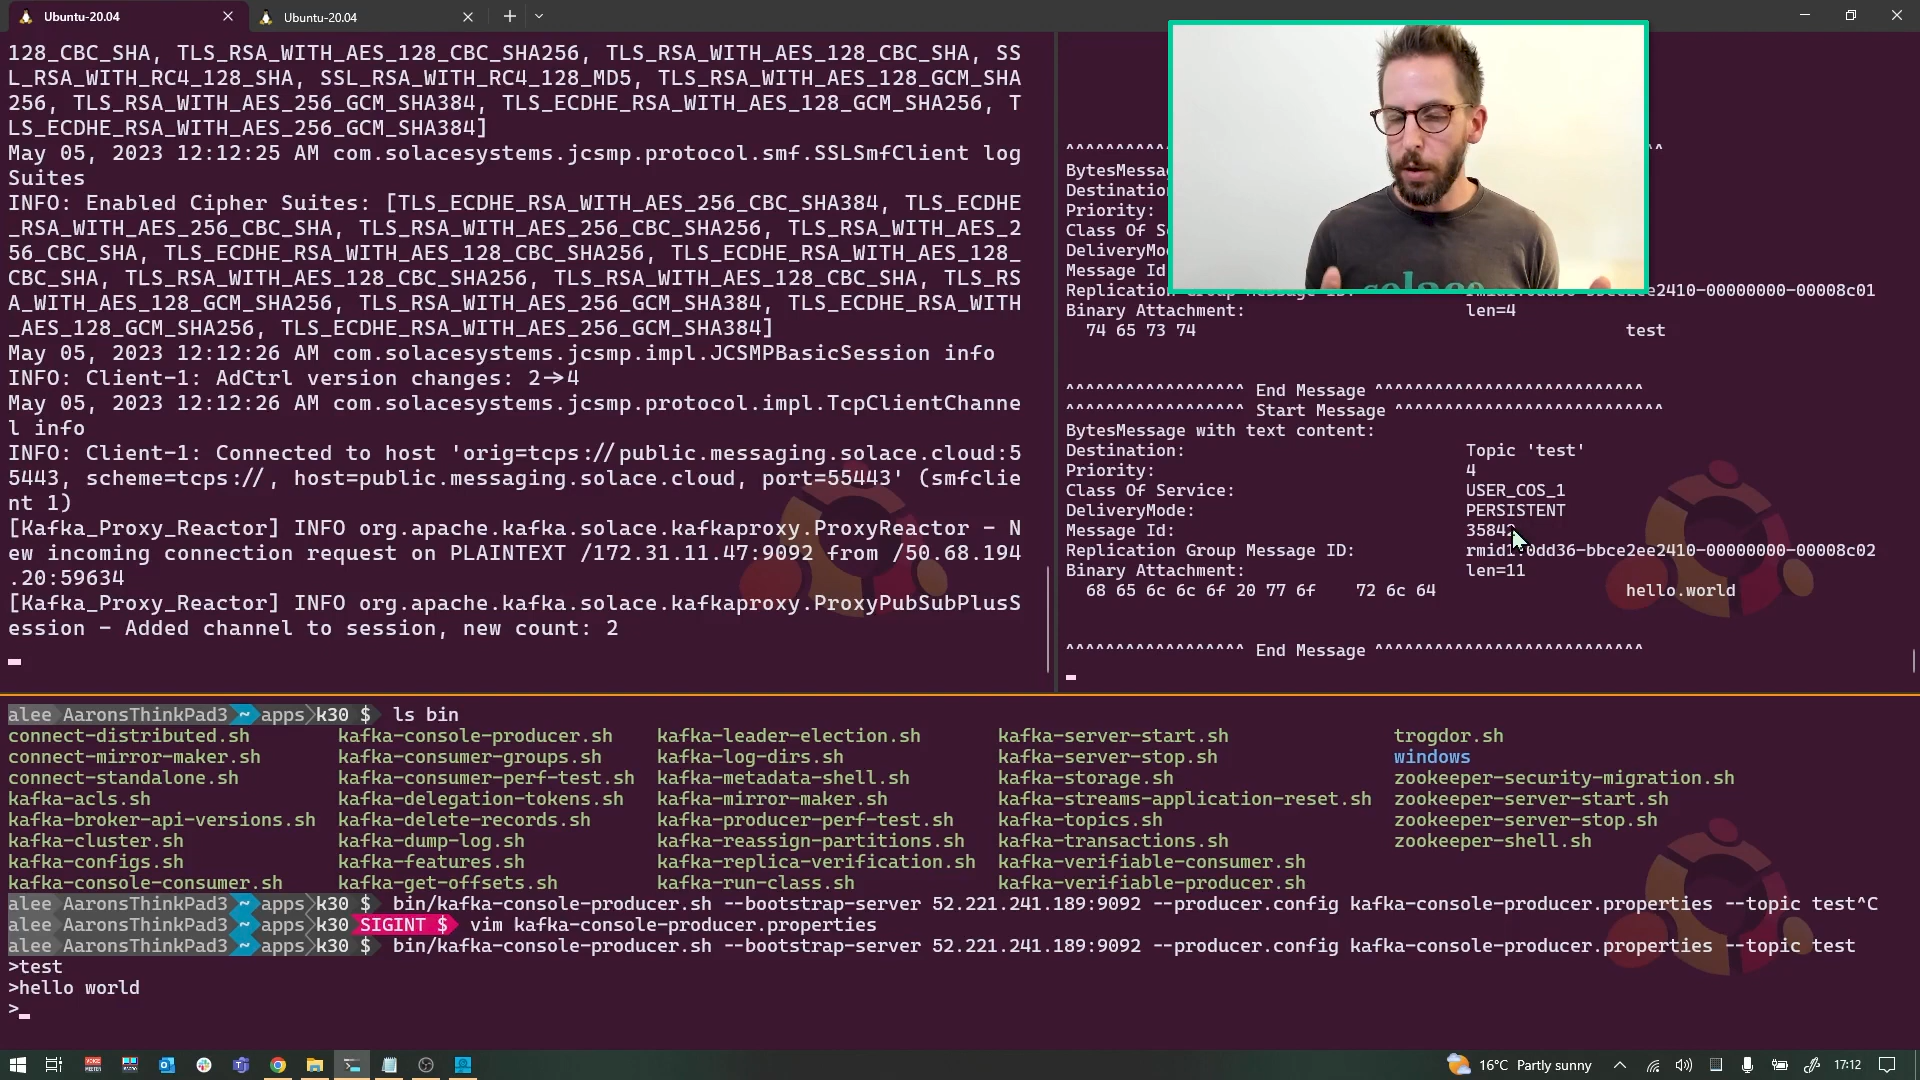 Ubuntu-20.04
Ubuntu-20.04
128_CBC_SHA, TLS_RSA_WITH_AES_128_CBC_SHA256, TLS_RSA_WITH_AES_128_CBC_SHA, SS
L_RSA_WITH_RC4_128_SHA, SSL_RSA_WITH_RC4_128_MD5, TLS_RSA_WITH_AES_128_GCM_SHA
256, TLS_RSA_WITH_AES_256_GCM_SHA384, TLS_ECDHE_RSA_WITH_AES_128_GCM_SHA256, T
LS_ECDHE_RSA_WITH_AES_256_GCM_SHA384]
May 05, 2023 12:12:25 AM com.solacesystems.jcsmp.protocol.smf.SSLSmfClient log
Suites
INFO: Enabled Cipher Suites: [TLS_ECDHE_RSA_WITH_AES_256_CBC_SHA384, TLS_ECDHE
_RSA_WITH_AES_256_CBC_SHA, TLS_RSA_WITH_AES_256_CBC_SHA256, TLS_RSA_WITH_AES_2
56_CBC_SHA, TLS_ECDHE_RSA_WITH_AES_128_CBC_SHA256, TLS_ECDHE_RSA_WITH_AES_128_
CBC_SHA, TLS_RSA_WITH_AES_128_CBC_SHA256, TLS_RSA_WITH_AES_128_CBC_SHA, TLS_RS
A_WITH_AES_128_GCM_SHA256, TLS_RSA_WITH_AES_256_GCM_SHA384, TLS_ECDHE_RSA_WITH
_AES_128_GCM_SHA256, TLS_ECDHE_RSA_WITH_AES_256_GCM_SHA384]
May 05, 2023 12:12:26 AM com.solacesystems.jcsmp.impl.JCSMPBasicSession info
INFO: Client-1: AdCtrl version changes: 2->4
May 05, 2023 12:12:26 AM com.solacesystems.jcsmp.protocol.impl.TcpClientChanne
l info
INFO: Client-1: Connected to host 'orig=tcps://public.messaging.solace.cloud:5
5443, scheme=tcps://, host=public.messaging.solace.cloud, port=55443' (smfclie
nt 1)
[Kafka_Proxy_Reactor] INFO org.apache.kafka.solace.kafkaproxy.ProxyReactor - N
ew incoming connection request on PLAINTEXT /172.31.11.47:9092 from /50.68.194
.20:59634
[Kafka_Proxy_Reactor] INFO org.apache.kafka.solace.kafkaproxy.ProxyPubSubPlusS
ession - Added channel to session, new count: 2
^^^^^^^^^^ ^^
BytesMessa
Destination
Priority:
Class Of S
DeliveryMo
Message Id
Replication Group Message ID: ee2410-00000000-00008c01
Binary Attachment: len=4
74 65 73 74 test
^^^^^^^^^^^^^^^^^^ End Message ^^^^^^^^^^^^^^^^^^^^^^^^^^^
^^^^^^^^^^^^^^^^^^ Start Message ^^^^^^^^^^^^^^^^^^^^^^^^^^^
BytesMessage with text content:
Destination: Topic 'test'
Priority: 4
Class Of Service: USER_COS_1
DeliveryMode: PERSISTENT
Message Id:
Replication Group Message ID: 0dd36-bbce2ee2410-00000000-00008c02
Binary Attachment: len=11
68 65 6c 6c 6f 20 77 6f 72 6c 64 hello.world
^^^^^^^^^^^^^^^^^^ End Message ^^^^^^^^^^^^^^^^^^^^^^^^^^^
solace
alee AaronsThinkPad3 ~ apps k30 $ ls bin
connect-distributed.sh kafka-console-producer.sh kafka-leader-election.sh kafka-server-start.sh trogdor.sh
connect-mirror-maker.sh kafka-consumer-groups.sh kafka-log-dirs.sh kafka-server-stop.sh windows
connect-standalone.sh kafka-consumer-perf-test.sh kafka-metadata-shell.sh kafka-storage.sh zookeeper-security-migration.sh
kafka-acls.sh kafka-delegation-tokens.sh kafka-mirror-maker.sh kafka-streams-application-reset.sh zookeeper-server-start.sh
kafka-broker-api-versions.sh kafka-delete-records.sh kafka-producer-perf-test.sh kafka-topics.sh zookeeper-server-stop.sh
kafka-cluster.sh kafka-dump-log.sh kafka-reassign-partitions.sh kafka-transactions.sh zookeeper-shell.sh
kafka-configs.sh kafka-features.sh kafka-replica-verification.sh kafka-verifiable-consumer.sh
kafka-console-consumer.sh kafka-get-offsets.sh kafka-run-class.sh kafka-verifiable-producer.sh
alee AaronsThinkPad3 ~ apps k30 $ bin/kafka-console-producer.sh --bootstrap-server 52.221.241.189:9092 --producer.config kafka-console-producer.properties --topic test^C
alee AaronsThinkPad3 ~ apps k30 SIGINT $ vim kafka-console-producer.properties
alee AaronsThinkPad3 ~ apps k30 $ bin/kafka-console-producer.sh --bootstrap-server 52.221.241.189:9092 --producer.config kafka-console-producer.properties --topic test
>test
>hello world
>
16°C Partly sunny
17:12